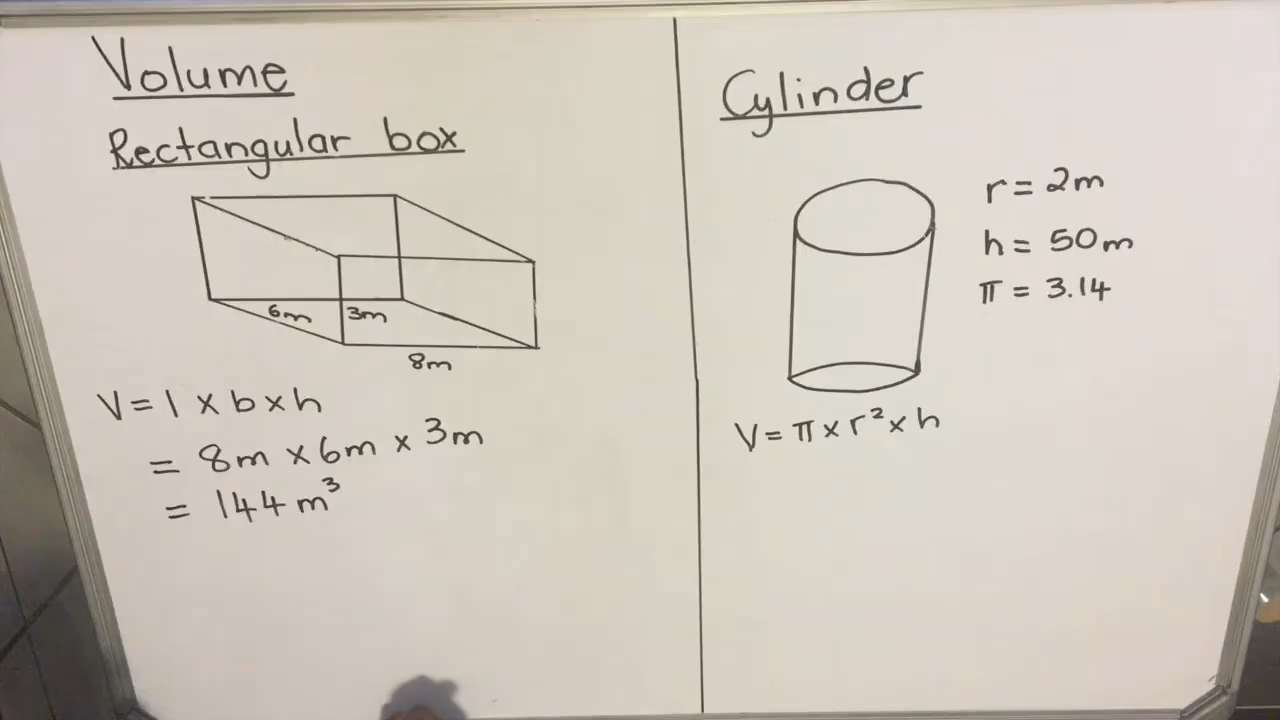 Volume
Rectangular box
6m
3m
8m
V = l × b × h
= 8m × 6m × 3m
= 144 m³
Cylinder
r = 2m
h = 50m
π = 3.14
V = π × r² × h